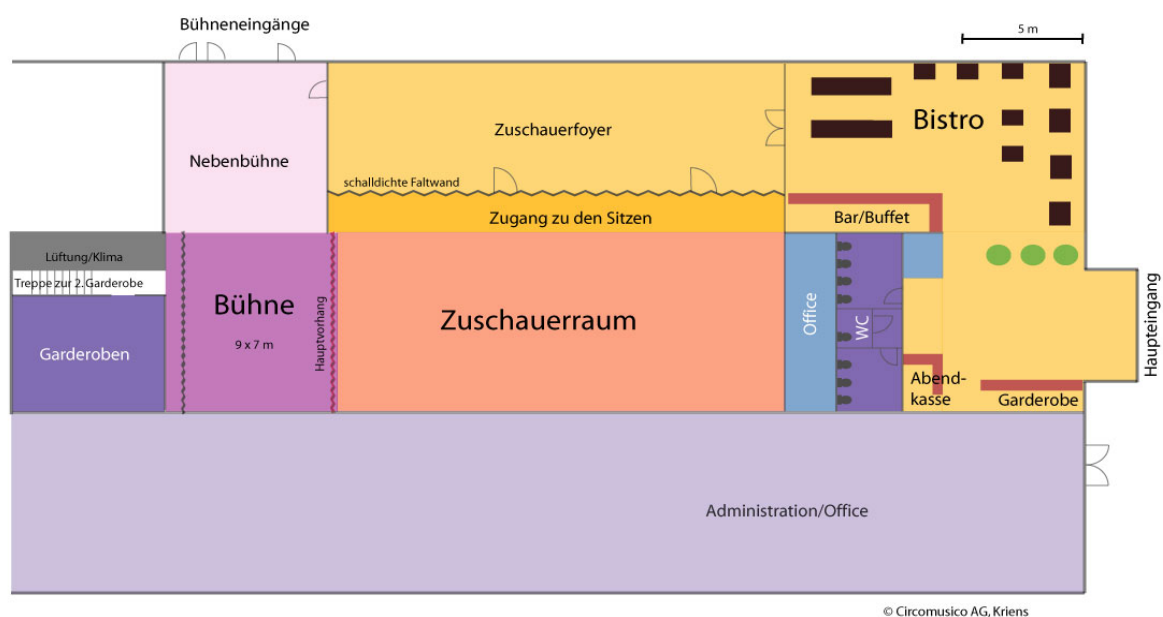 Bühneneingänge
5 m
Bistro
Zuschauerfoyer
Nebenbühne
schalldichte Faltwand
Zugang zu den Sitzen
Bar/Buffet
Lüftung/Klima
Treppe zur 2. Garderobe
Bühne
9 x 7 m
Hauptvorhang
Zuschauerraum
Office
WC
Haupteingang
Garderoben
Abend-
kasse
Garderobe
Administration/Office
© Circomusico AG, Kriens